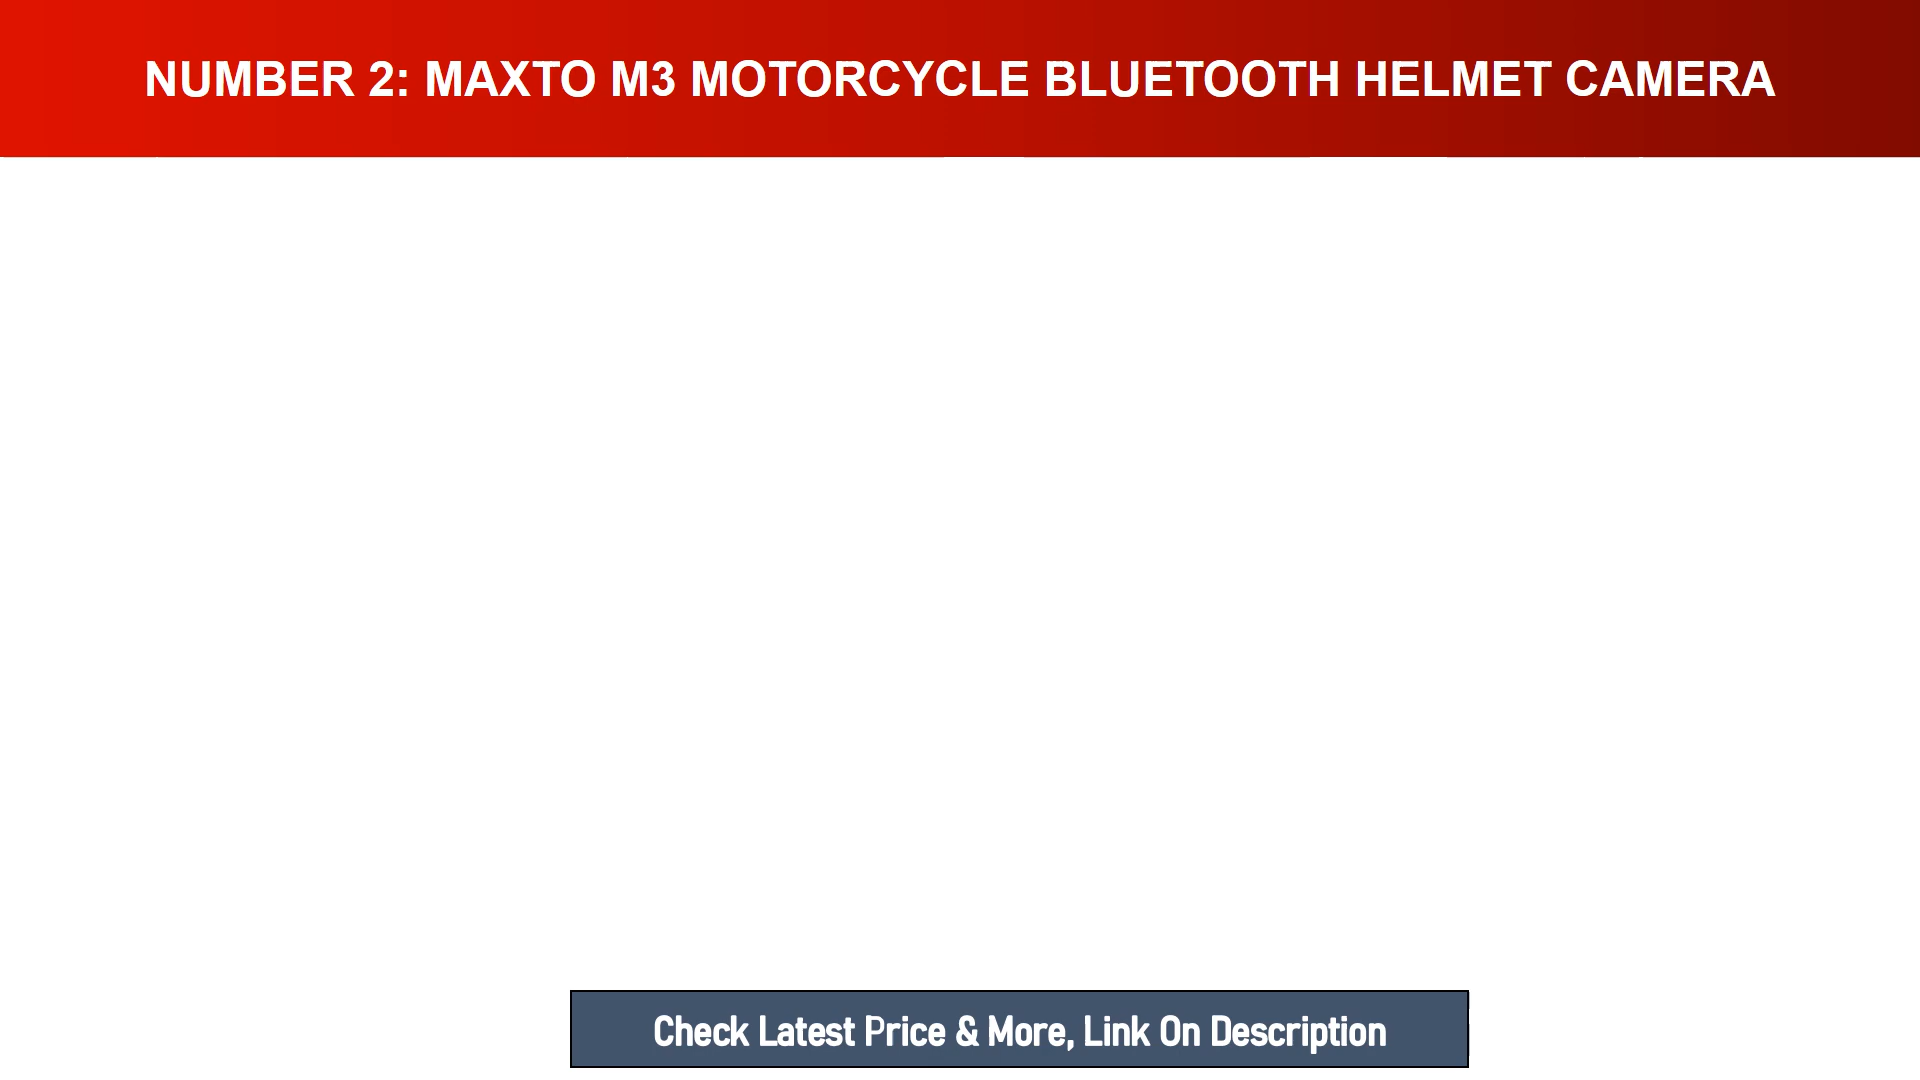 NUMBER 2: MAXTO M3 MOTORCYCLE BLUETOOTH HELMET CAMERA
Check Latest Price & More, Link On Description